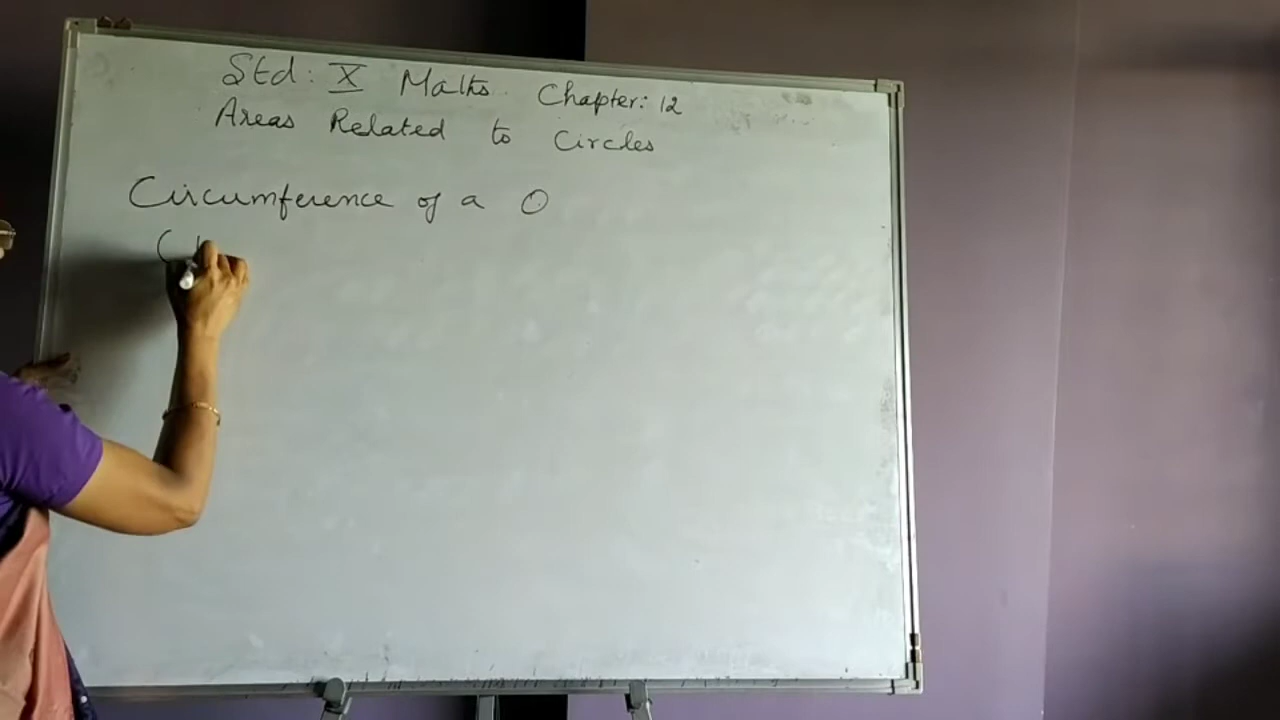 Std: X Maths. Chapter: 12
Areas Related to Circles
Circumference of a O